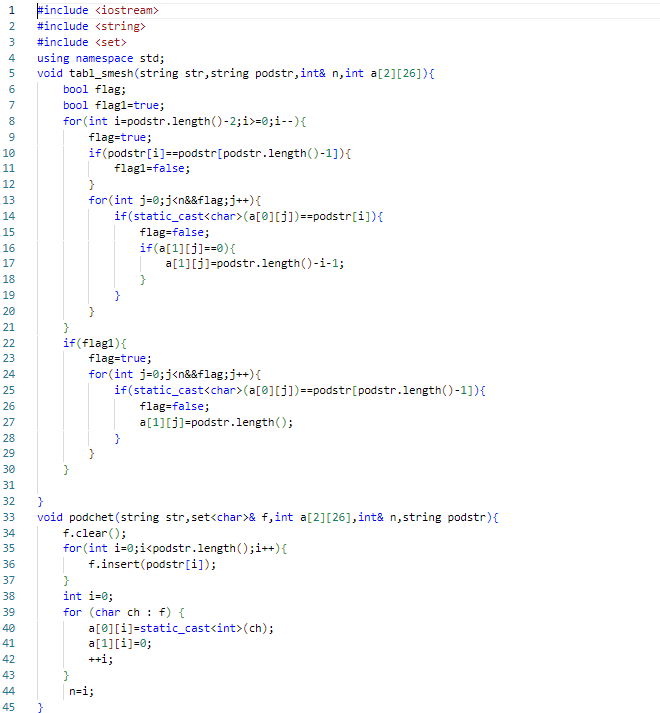 1 #include <iostream>
2 #include <string>
3 #include <set>
4 using namespace std;
5 void tabl_smesh(string str,string podstr,int& n,int a[2][26]){
6     bool flag;
7     bool flag1=true;
8     for(int i=podstr.length()-2;i>=0;i--){
9         flag=true;
10         if(podstr[i]==podstr[podstr.length()-1]){
11             flag1=false;
12         }
13         for(int j=0;j<n&&flag;j++){
14             if(static_cast<char>(a[0][j])==podstr[i]){
15                 flag=false;
16                 if(a[1][j]==0){
17                     a[1][j]=podstr.length()-i-1;
18                 }
19             }
20         }
21     }
22     if(flag1){
23         flag=true;
24         for(int j=0;j<n&&flag;j++){
25             if(static_cast<char>(a[0][j])==podstr[podstr.length()-1]){
26                 flag=false;
27                 a[1][j]=podstr.length();
28             }
29         }
30     }
31
32 }
33 void podchet(string str,set<char>& f,int a[2][26],int& n,string podstr){
34     f.clear();
35     for(int i=0;i<podstr.length();i++){
36         f.insert(podstr[i]);
37     }
38     int i=0;
39     for (char ch : f) {
40         a[0][i]=static_cast<int>(ch);
41         a[1][i]=0;
42         ++i;
43     }
44      n=i;
45 }